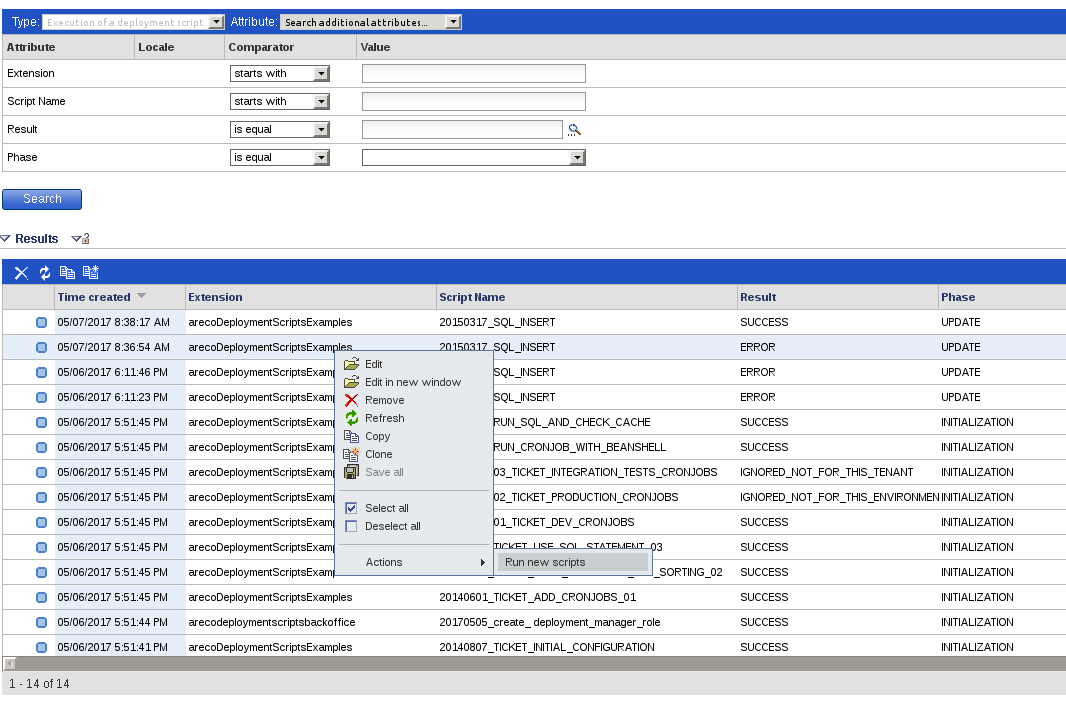 Type: Execution of a deployment script Attribute: Search additional attributes...
Attribute Locale Comparator Value
Extension starts with
Script Name starts with
Result is equal
Phase is equal
Search
Results
Time created Extension Script Name Result Phase
05/07/2017 8:38:17 AM arecoDeploymentScriptsExamples 20150317_SQL_INSERT SUCCESS UPDATE
05/07/2017 8:36:54 AM arecoDeploymentScriptsExamples 20150317_SQL_INSERT ERROR UPDATE
05/06/2017 6:11:46 PM arecoDeploymentScriptsExam SQL_INSERT ERROR UPDATE
05/06/2017 6:11:23 PM arecoDeploymentScriptsExam SQL_INSERT ERROR UPDATE
05/06/2017 5:51:45 PM arecoDeploymentScriptsExam RUN_SQL_AND_CHECK_CACHE SUCCESS INITIALIZATION
05/06/2017 5:51:45 PM arecoDeploymentScriptsExam RUN_CRONJOB_WITH_BEANSHELL SUCCESS INITIALIZATION
05/06/2017 5:51:45 PM arecoDeploymentScriptsExam 03_TICKET_INTEGRATION_TESTS_CRONJOBS IGNORED_NOT_FOR_THIS_TENANT INITIALIZATION
05/06/2017 5:51:45 PM arecoDeploymentScriptsExam 02_TICKET_PRODUCTION_CRONJOBS IGNORED_NOT_FOR_THIS_ENVIRONMEN INITIALIZATION
05/06/2017 5:51:45 PM arecoDeploymentScriptsExam 01_TICKET_DEV_CRONJOBS SUCCESS INITIALIZATION
05/06/2017 5:51:45 PM arecoDeploymentScriptsExam TICKET_USE_SQL_STATEMENT_03 SUCCESS INITIALIZATION
05/06/2017 5:51:45 PM arecoDeploymentScriptsExam SORTING_02 SUCCESS INITIALIZATION
05/06/2017 5:51:45 PM arecoDeploymentScriptsExamples 20140601_TICKET_ADD_CRONJOBS_01 SUCCESS INITIALIZATION
05/06/2017 5:51:44 PM arecodeploymentscriptsbackoffice 20170505_create_ deployment_manager_role SUCCESS INITIALIZATION
05/06/2017 5:51:41 PM arecoDeploymentScriptsExamples 20140807_TICKET_INITIAL_CONFIGURATION SUCCESS INITIALIZATION
Edit
Edit in new window
Remove
Refresh
Copy
Clone
Save all
Select all
Deselect all
Actions Run new scripts
1 - 14 of 14